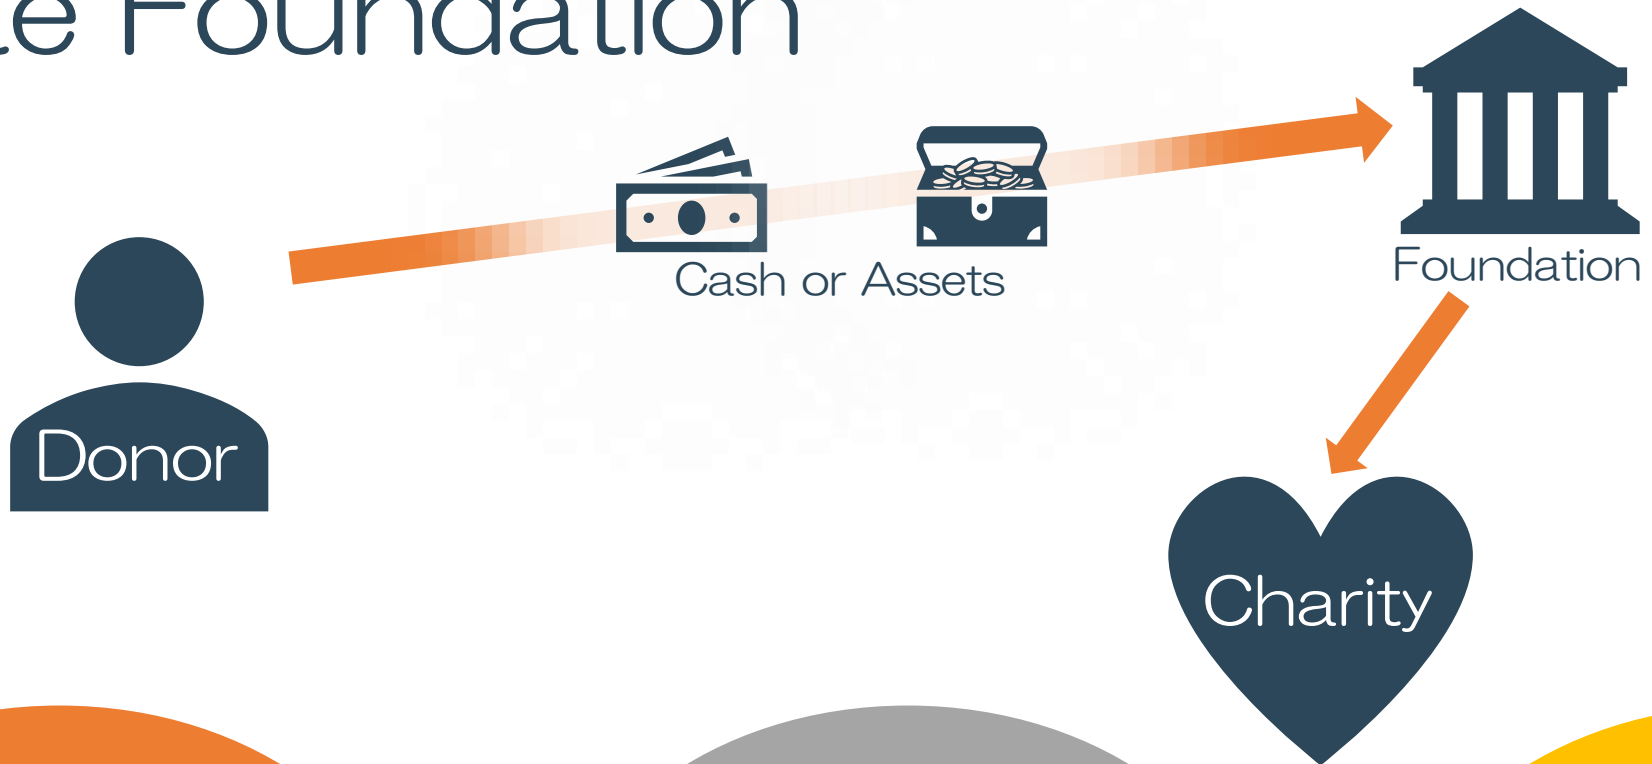 Foundation
Cash or Assets
Foundation
Donor
Charity